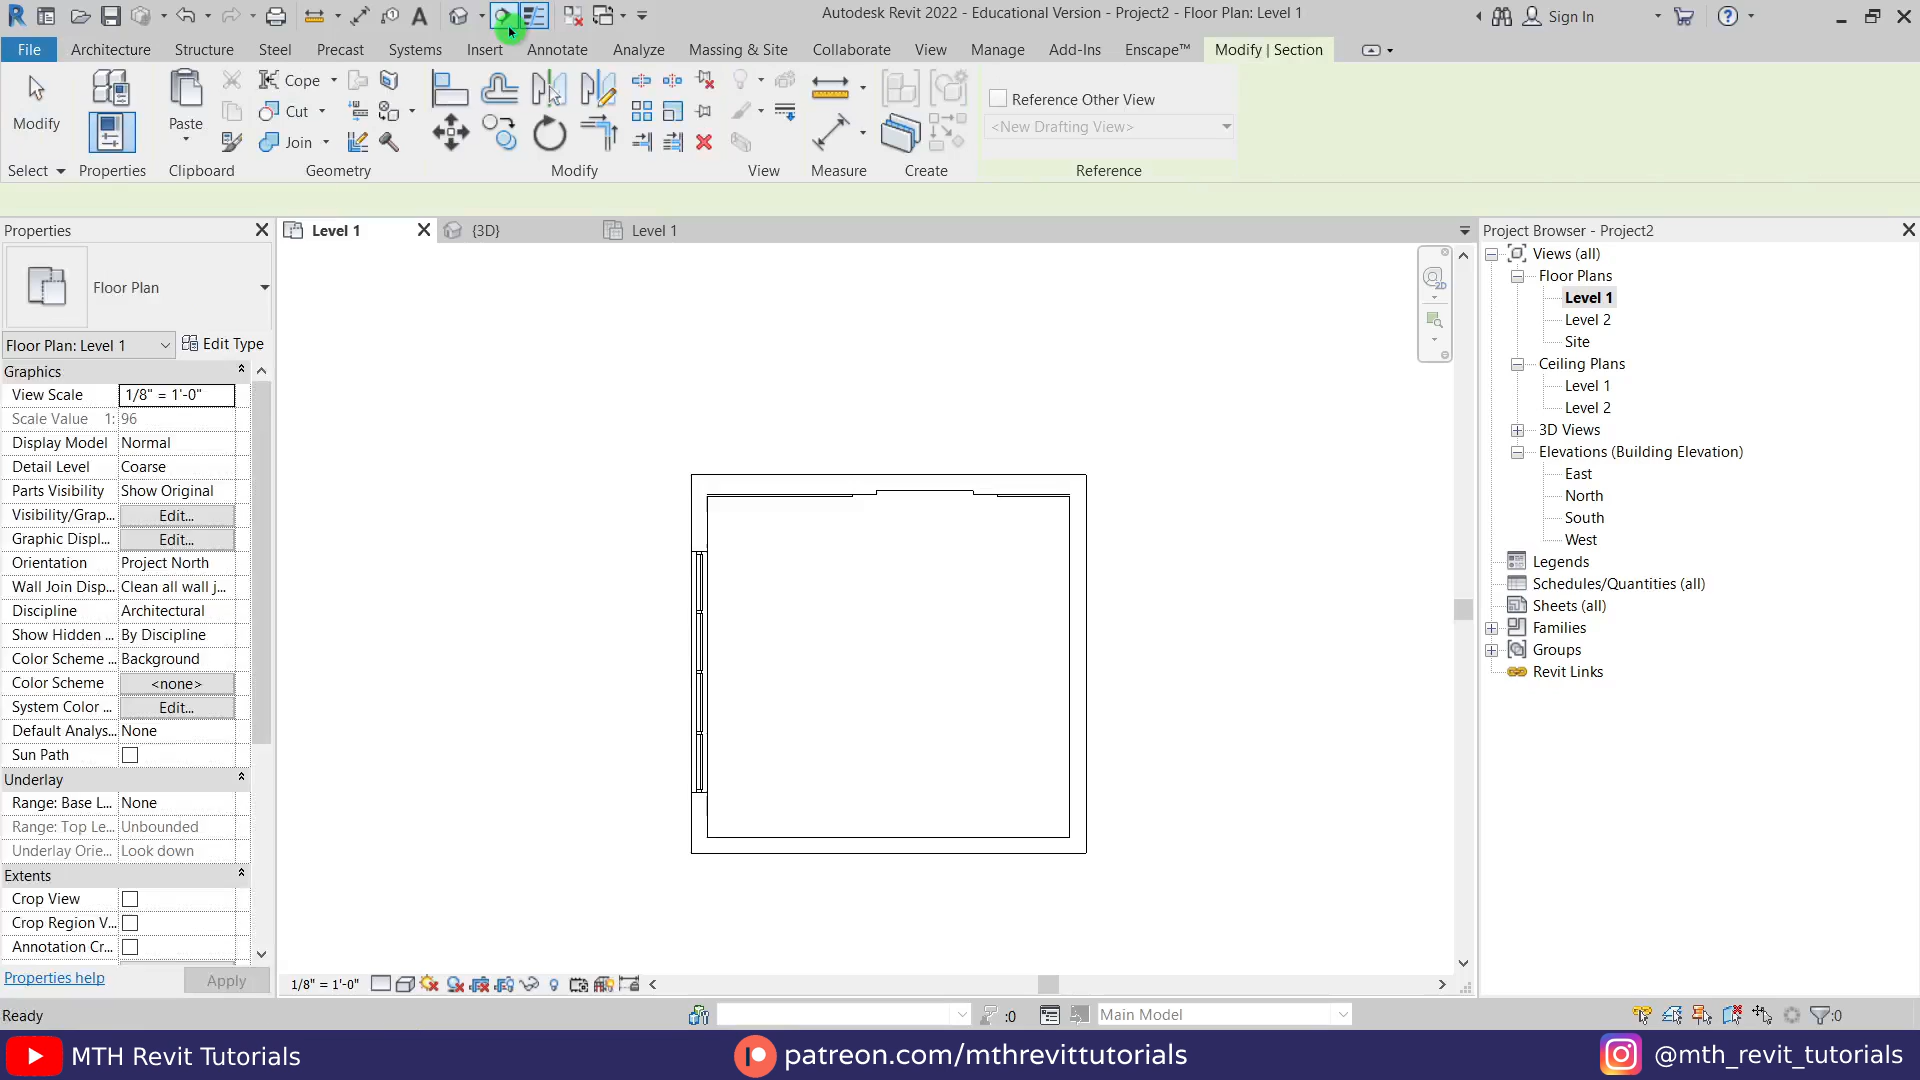 Autodesk Revit 2022 - Educational Version - Project2 - Floor Plan: Level 1
Sign In
File
Architecture
Structure
Steel
Precast
Systems
Insert
Annotate
Analyze
Massing & Site
Collaborate
View
Manage
Add-Ins
Enscape™
Modify | Section
Modify
Paste
Cope
Cut
Join
Reference Other View
<New Drafting View>
Select
Properties
Clipboard
Geometry
Modify
View
Measure
Create
Reference
Properties
Level 1
{3D}
Level 1
Project Browser - Project2
Floor Plan
Floor Plan: Level 1
Edit Type
Graphics
View Scale 1/8" = 1'-0"
Scale Value 1: 96
Display Model Normal
Detail Level Coarse
Parts Visibility Show Original
Visibility/Grap... Edit...
Graphic Displ... Edit...
Orientation Project North
Wall Join Disp... Clean all wall j...
Discipline Architectural
Show Hidden ... By Discipline
Color Scheme ... Background
Color Scheme <none>
System Color ... Edit...
Default Analys... None
Sun Path
Underlay
Range: Base L... None
Range: Top Le... Unbounded
Underlay Orie... Look down
Extents
Crop View
Crop Region V...
Annotation Cr...
Properties help
Apply
Views (all)
Floor Plans
Level 1
Level 2
Site
Ceiling Plans
Level 1
Level 2
3D Views
Elevations (Building Elevation)
East
North
South
West
Legends
Schedules/Quantities (all)
Sheets (all)
Families
Groups
Revit Links
2D
1/8" = 1'-0"
Ready
:0
Main Model
:0
MTH Revit Tutorials
patreon.com/mthrevittutorials
@mth_revit_tutorials